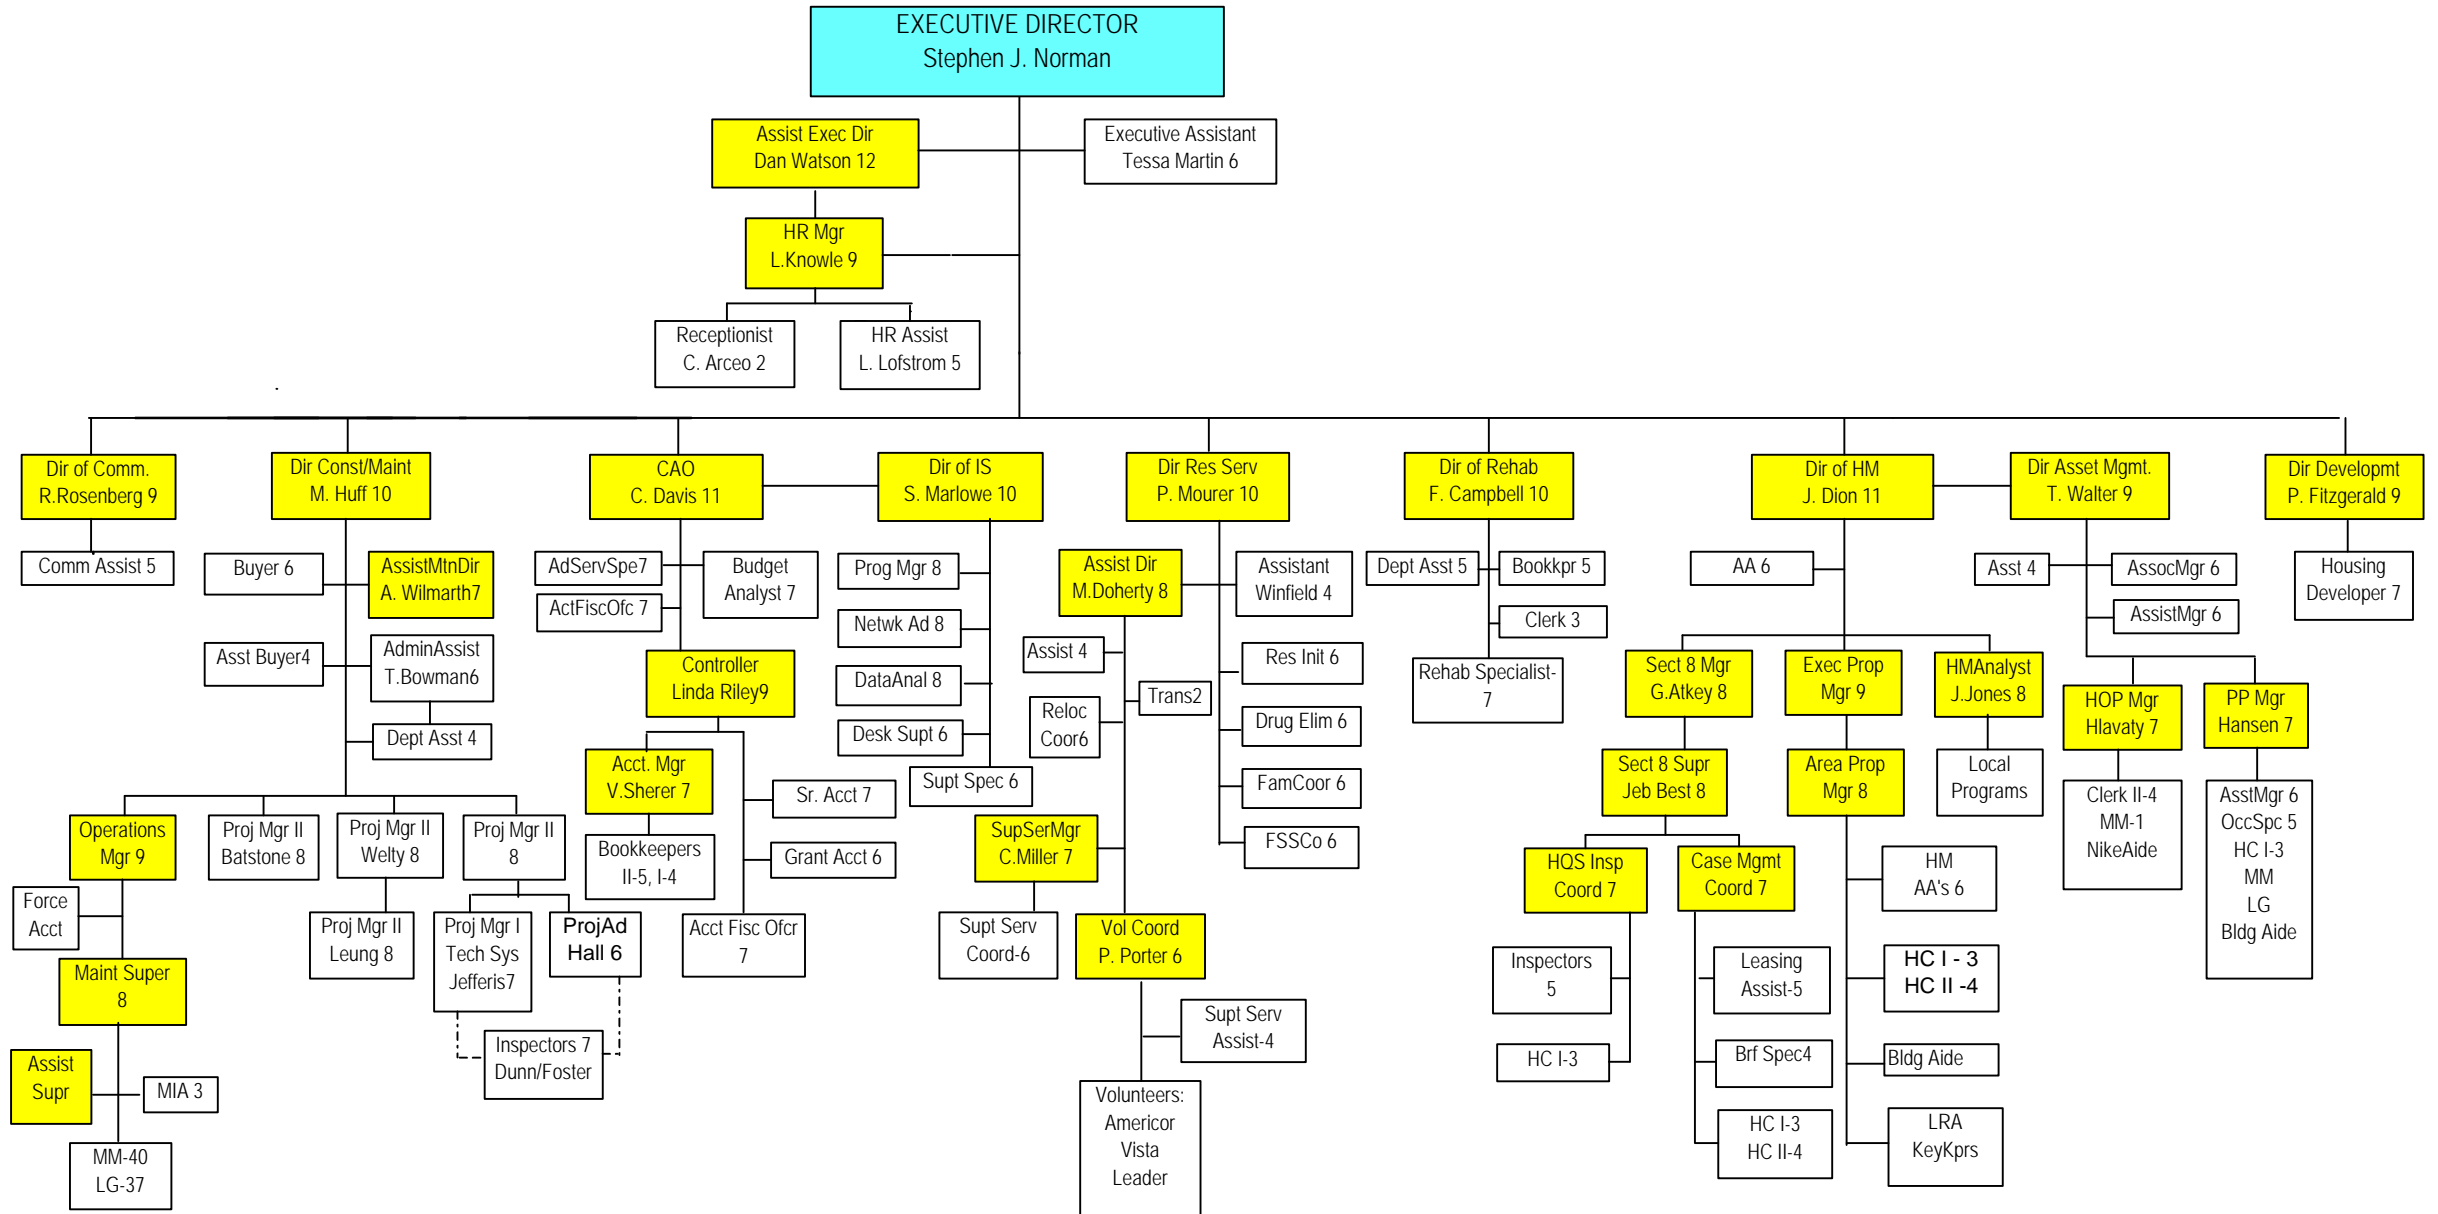 EXECUTIVE DIRECTOR
Stephen J. Norman
Assist Exec Dir
Dan Watson 12
Executive Assistant
Tessa Martin 6
HR Mgr
L.Knowle 9
Receptionist
C. Arceo 2
HR Assist
L. Lofstrom 5
Dir of Comm.
R.Rosenberg 9
Comm Assist 5
Dir Const/Maint
M. Huff 10
Buyer 6
AssistMtnDir
A. Wilmarth7
Asst Buyer4
AdminAssist
T.Bowman6
Dept Asst 4
Operations
Mgr 9
Force
Acct
Maint Super
8
Assist
Supr
MIA 3
MM-40
LG-37
Proj Mgr II
Batstone 8
Proj Mgr II
Welty 8
Proj Mgr II
Leung 8
Proj Mgr II
8
Proj Mgr I
Tech Sys
Jefferis7
ProjAd
Hall 6
Inspectors 7
Dunn/Foster
CAO
C. Davis 11
AdServSpe7
Budget
Analyst 7
ActFiscOfc 7
Controller
Linda Riley9
Acct. Mgr
V.Sherer 7
Bookkeepers
II-5, I-4
Sr. Acct 7
Grant Acct 6
Acct Fisc Ofcr
7
Dir of IS
S. Marlowe 10
Prog Mgr 8
Netwk Ad 8
DataAnal 8
Desk Supt 6
Supt Spec 6
Dir Res Serv
P. Mourer 10
Assist Dir
M.Doherty 8
Assistant
Winfield 4
Assist 4
Trans2
Reloc
Coor6
Res Init 6
Drug Elim 6
FamCoor 6
FSSCo 6
SupSerMgr
C.Miller 7
Supt Serv
Coord-6
Vol Coord
P. Porter 6
Supt Serv
Assist-4
Volunteers:
Americor
Vista
Leader
Dir of Rehab
F. Campbell 10
Dept Asst 5
Bookkpr 5
Clerk 3
Rehab Specialist-
7
Dir of HM
J. Dion 11
AA 6
Sect 8 Mgr
G.Atkey 8
Sect 8 Supr
Jeb Best 8
HQS Insp
Coord 7
Inspectors
5
HC I-3
Case Mgmt
Coord 7
Leasing
Assist-5
Brf Spec4
HC I-3
HC II-4
Exec Prop
Mgr 9
Area Prop
Mgr 8
HM
AA's 6
HC I - 3
HC II -4
Bldg Aide
LRA
KeyKprs
HMAnalyst
J.Jones 8
Local
Programs
Dir Asset Mgmt.
T. Walter 9
Asst 4
AssocMgr 6
AssistMgr 6
HOP Mgr
Hlavaty 7
Clerk II-4
MM-1
NikeAide
PP Mgr
Hansen 7
AsstMgr 6
OccSpc 5
HC I-3
MM
LG
Bldg Aide
Dir Developmt
P. Fitzgerald 9
Housing
Developer 7